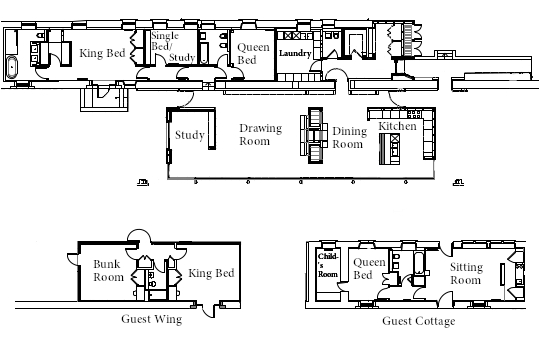 King Bed
Single
Bed/
Study
Queen
Bed
Laundry
Study
Drawing
Room
Dining
Room
Kitchen
Bunk
Room
King Bed
Guest Wing
Child-
's
Room
Queen
Bed
Sitting
Room
Guest Cottage